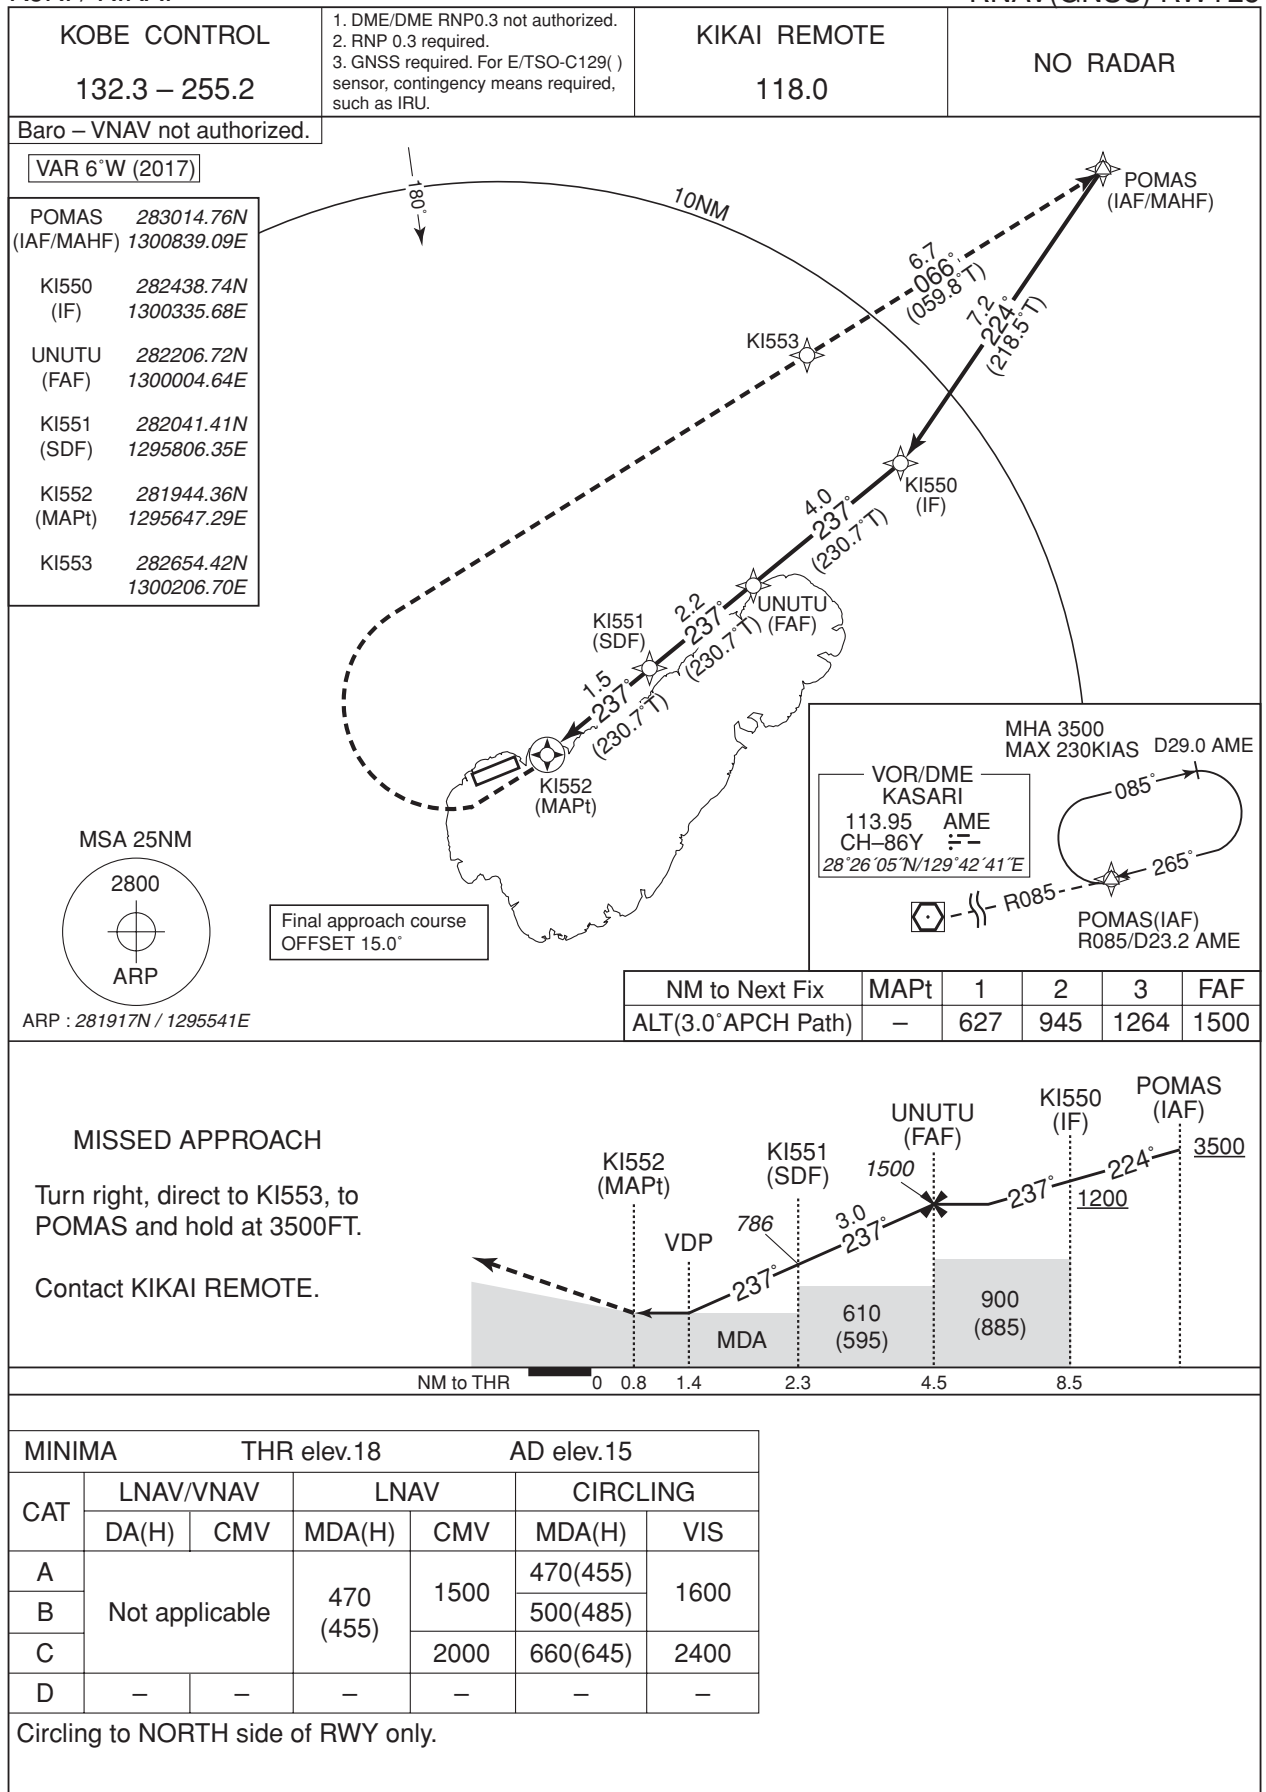 KOBE CONTROL
132.3 – 255.2
1. DME/DME RNP0.3 not authorized.
2. RNP 0.3 required.
3. GNSS required. For E/TSO-C129( )
sensor, contingency means required,
such as IRU.
KIKAI REMOTE
118.0
NO RADAR
Baro – VNAV not authorized.
VAR 6˚W (2017)
POMAS 283014.76N
(IAF/MAHF) 1300839.09E
KI550 282438.74N
(IF) 1300335.68E
UNUTU 282206.72N
(FAF) 1300004.64E
KI551 282041.41N
(SDF) 1295806.35E
KI552 281944.36N
(MAPt) 1295647.29E
KI553 282654.42N
1300206.70E
180˚
10NM
POMAS
(IAF/MAHF)
6.7
066˚
(059.8˚T)
7.2
224˚
(218.5˚T)
KI553
KI550
(IF)
4.0
237˚
(230.7˚T)
UNUTU
(FAF)
KI551
(SDF)
2.2
237˚
(230.7˚T)
1.5
237˚
(230.7˚T)
KI552
(MAPt)
MHA 3500
MAX 230KIAS
D29.0 AME
085˚
265˚
VOR/DME
KASARI
113.95 AME
CH–86Y
28˚26´05˝N/129˚42´41˝E
R085
POMAS(IAF)
R085/D23.2 AME
MSA 25NM
2800
ARP
ARP : 281917N / 1295541E
Final approach course
OFFSET 15.0˚
NM to Next Fix MAPt 1 2 3 FAF
ALT(3.0˚APCH Path) – 627 945 1264 1500
MISSED APPROACH
Turn right, direct to KI553, to
POMAS and hold at 3500FT.
Contact KIKAI REMOTE.
KI552
(MAPt)
VDP
KI551
(SDF)
786
UNUTU
(FAF)
1500
KI550
(IF)
1200
POMAS
(IAF)
3500
237˚
3.0
237˚
237˚
224˚
MDA
610
(595)
900
(885)
NM to THR 0 0.8 1.4 2.3 4.5 8.5
MINIMA THR elev.18 AD elev.15
CAT LNAV/VNAV LNAV CIRCLING
DA(H) CMV MDA(H) CMV MDA(H) VIS
A Not applicable 470 (455) 1500 470(455) 1600
B 500(485)
C 2000 660(645) 2400
D – – – – – –
Circling to NORTH side of RWY only.